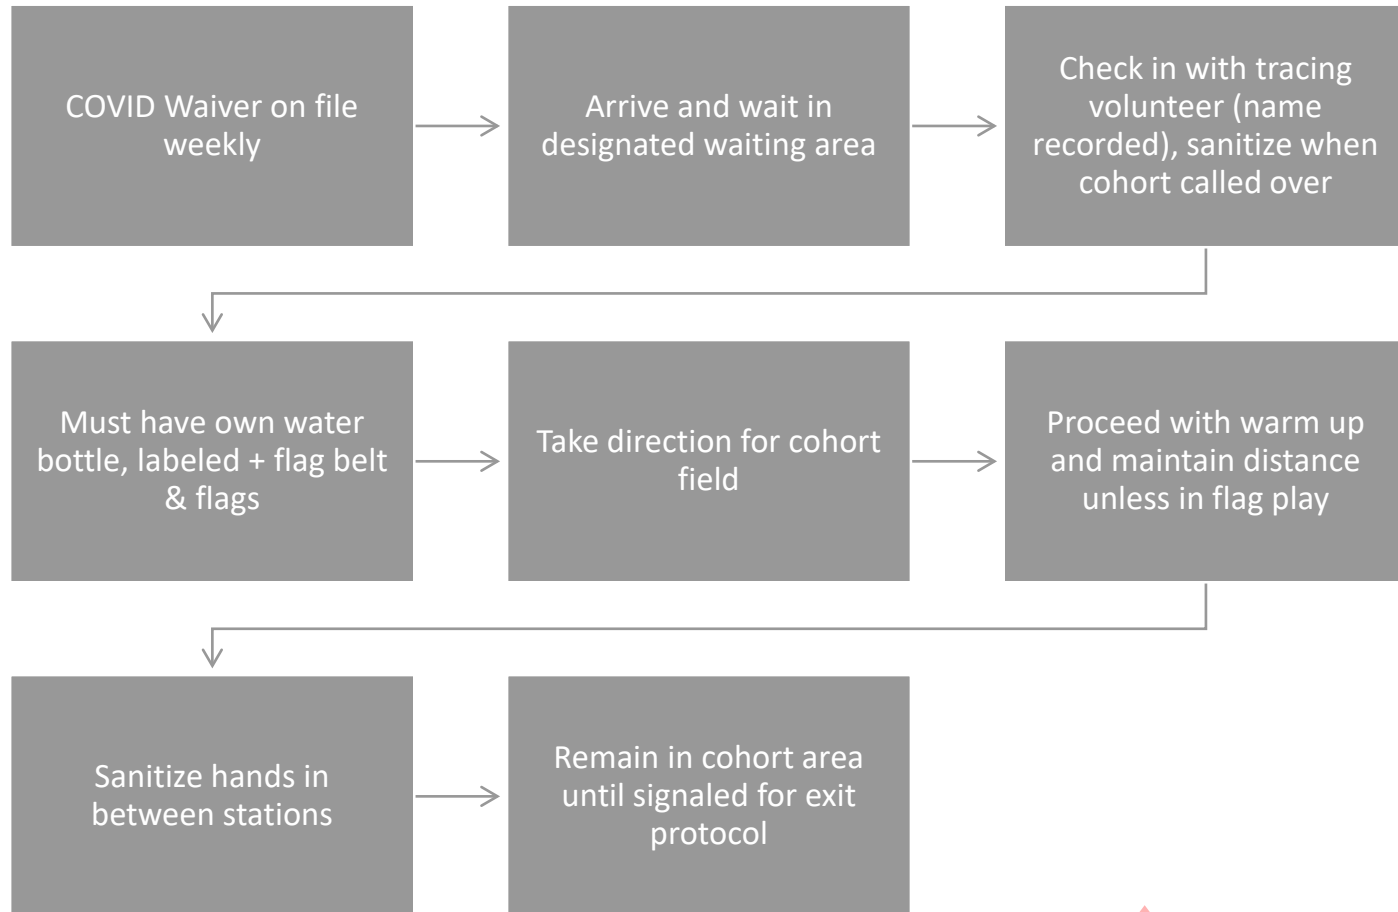 COVID Waiver on file
weekly
Arrive and wait in
designated waiting area
Check in with tracing
volunteer (name
recorded), sanitize when
cohort called over
Must have own water
bottle, labeled + flag belt
& flags
Take direction for cohort
field
Proceed with warm up
and maintain distance
unless in flag play
Sanitize hands in
between stations
Remain in cohort area
until signaled for exit
protocol